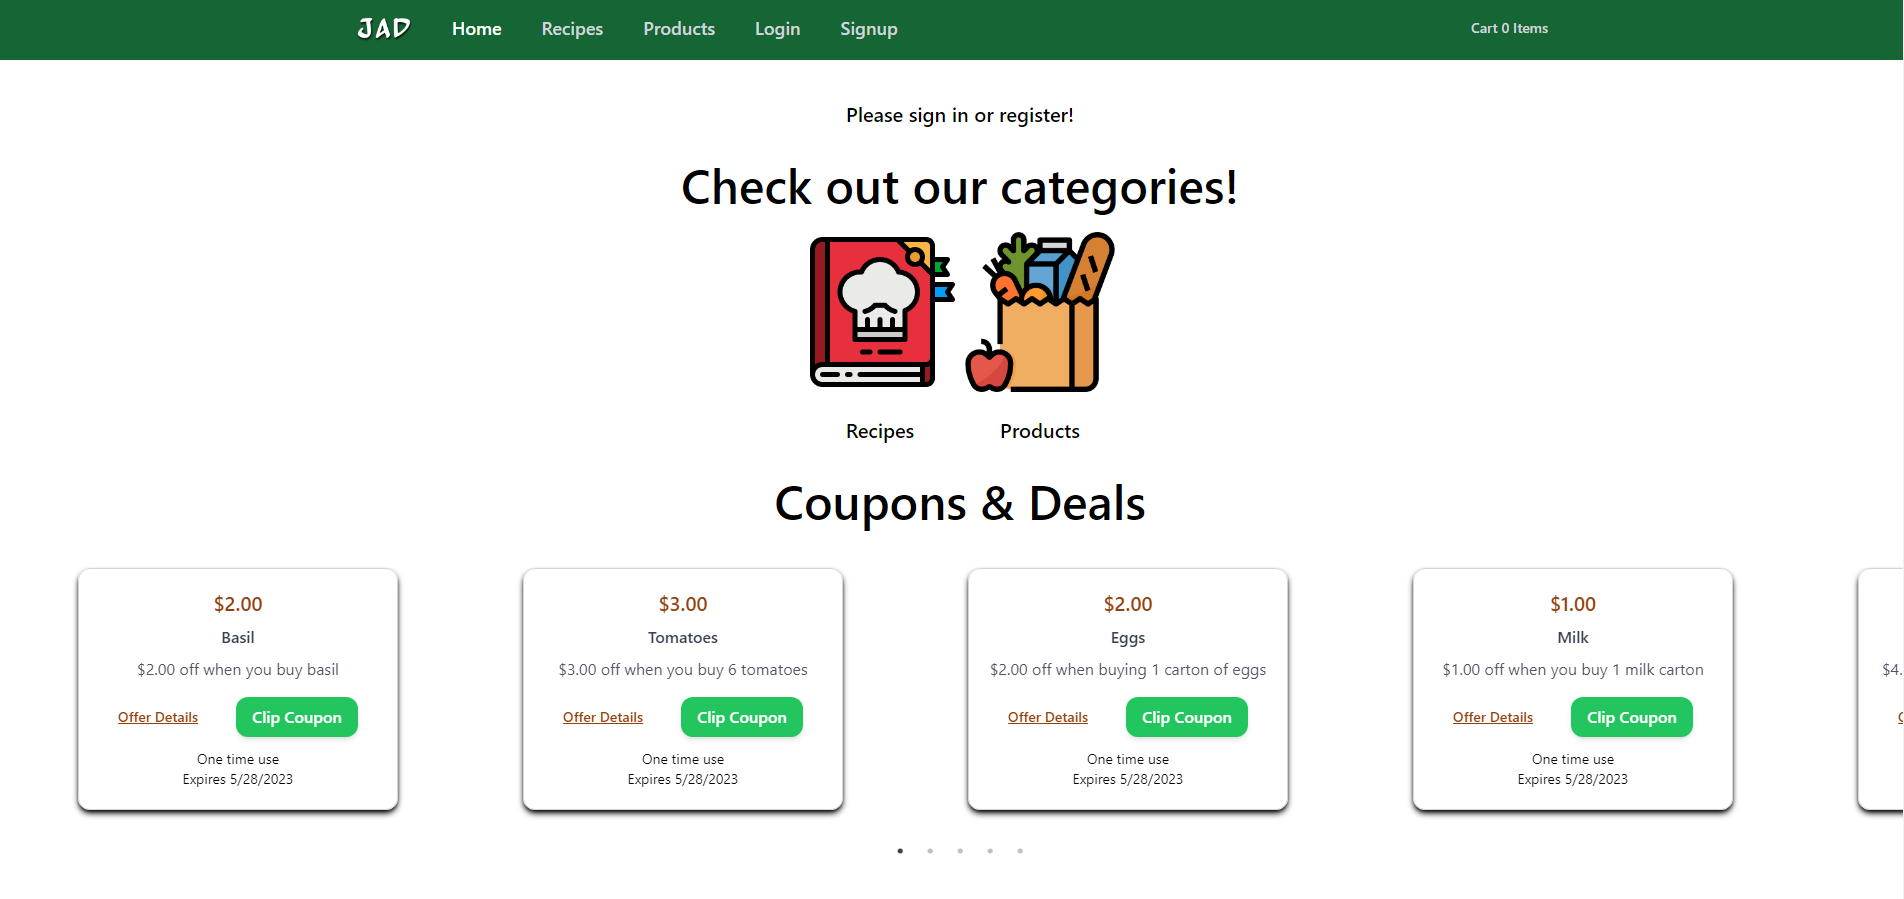 JAD Home Recipes Products Login Signup Cart 0 Items
Please sign in or register!
Check out our categories!
Recipes Products
Coupons & Deals
$2.00
Basil
$2.00 off when you buy basil
Offer Details Clip Coupon
One time use
Expires 5/28/2023
$3.00
Tomatoes
$3.00 off when you buy 6 tomatoes
Offer Details Clip Coupon
One time use
Expires 5/28/2023
$2.00
Eggs
$2.00 off when buying 1 carton of eggs
Offer Details Clip Coupon
One time use
Expires 5/28/2023
$1.00
Milk
$1.00 off when you buy 1 milk carton
Offer Details Clip Coupon
One time use
Expires 5/28/2023
$4.